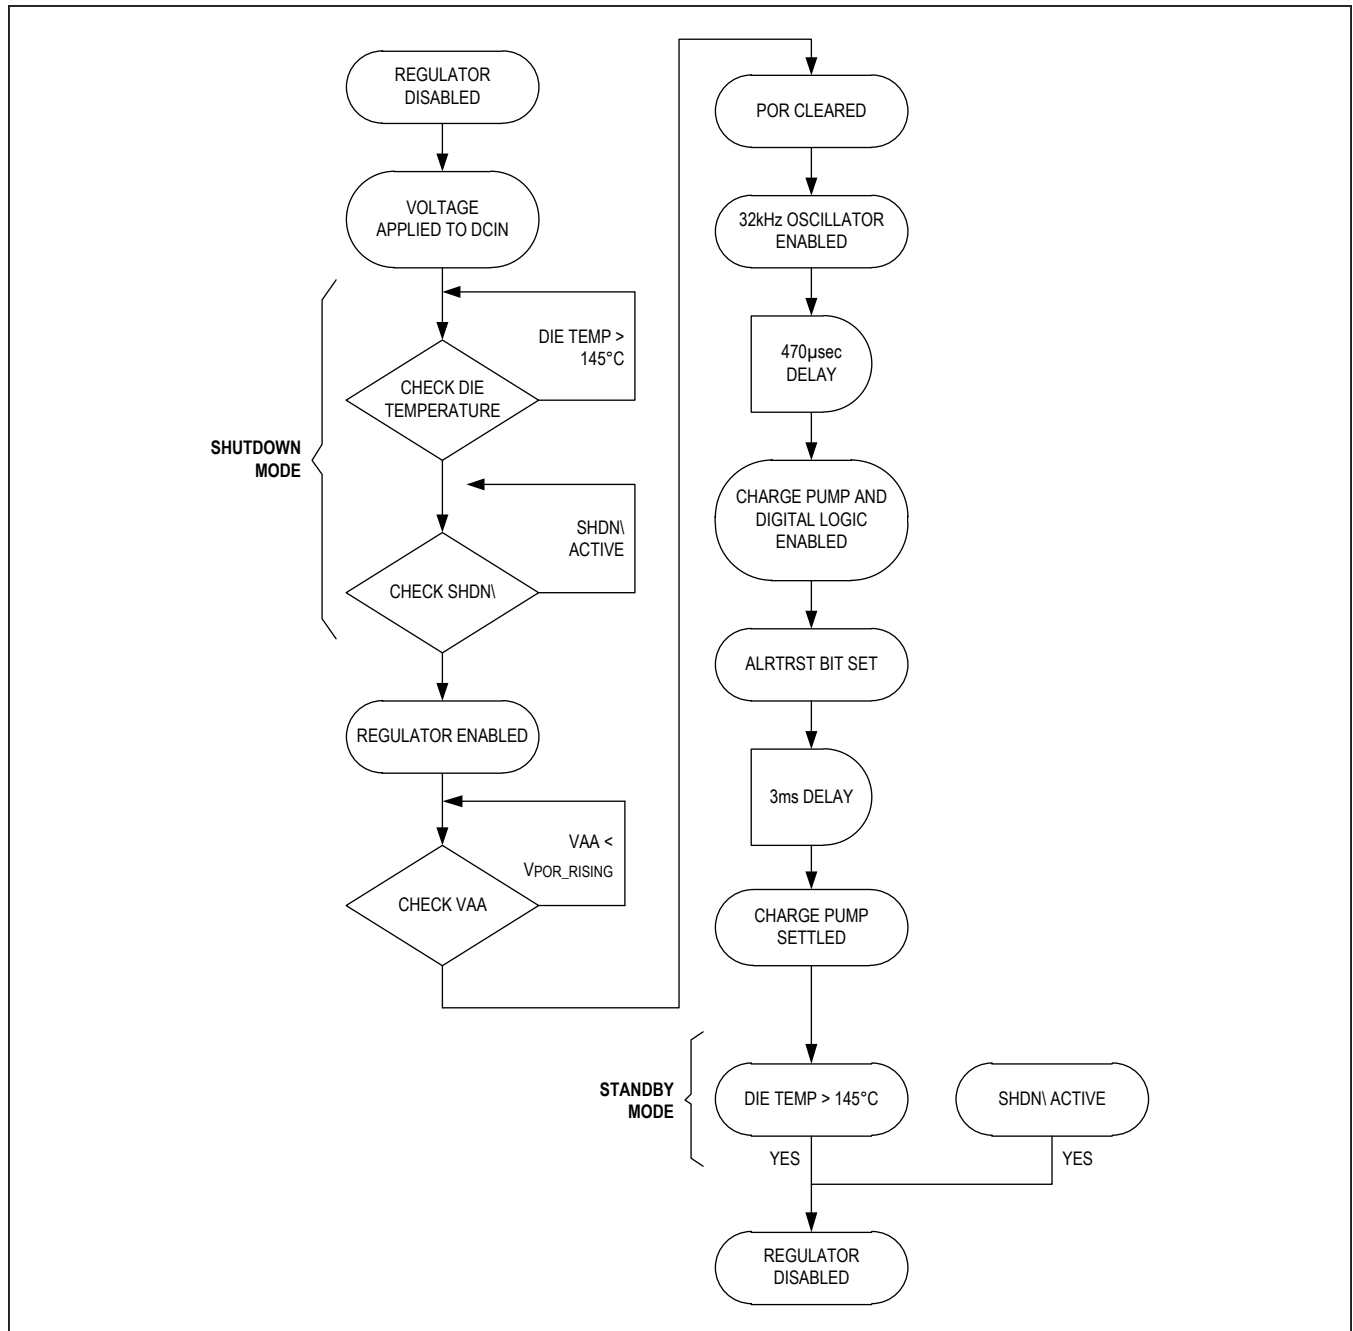 REGULATOR
DISABLED
VOLTAGE
APPLIED TO DCIN
DIE TEMP >
145°C
CHECK DIE
TEMPERATURE
SHUTDOWN
MODE
SHDN\
ACTIVE
CHECK SHDN\
REGULATOR ENABLED
VAA <
VPOR_RISING
CHECK VAA
POR CLEARED
32kHz OSCILLATOR
ENABLED
470µsec
DELAY
CHARGE PUMP AND
DIGITAL LOGIC
ENABLED
ALRTRST BIT SET
3ms DELAY
CHARGE PUMP
SETTLED
STANDBY
MODE
DIE TEMP > 145°C
SHDN\ ACTIVE
YES
YES
REGULATOR
DISABLED